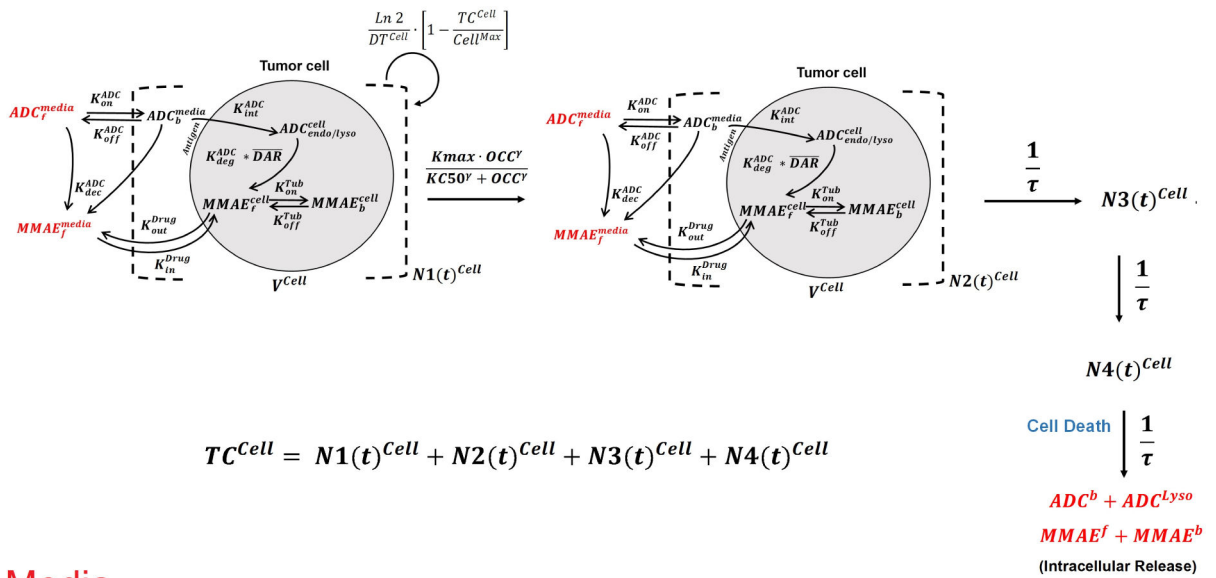 Ln 2 / DT^Cell · [1 − TC^Cell / Cell^Max]
Tumor cell
ADC_f^media
K_on^ADC
K_off^ADC
ADC_b^media
K_int^ADC
Antigen
ADC_endo/lyso^cell
K_deg^ADC * \overline{DAR}
K_dec^ADC
MMAE_f^cell
K_on^Tub
K_off^Tub
MMAE_b^cell
MMAE_f^media
K_out^Drug
K_in^Drug
V^Cell
N1(t)^Cell
Kmax · OCC^γ / KC50^γ + OCC^γ
Tumor cell
ADC_f^media
K_on^ADC
K_off^ADC
ADC_b^media
K_int^ADC
Antigen
ADC_endo/lyso^cell
K_deg^ADC * \overline{DAR}
K_dec^ADC
MMAE_f^cell
K_on^Tub
K_off^Tub
MMAE_b^cell
MMAE_f^media
K_out^Drug
K_in^Drug
V^Cell
N2(t)^Cell
1/τ
N3(t)^Cell .
1/τ
N4(t)^Cell
Cell Death
1/τ
TC^Cell = N1(t)^Cell + N2(t)^Cell + N3(t)^Cell + N4(t)^Cell
ADC^b + ADC^Lyso
MMAE^f + MMAE^b
(Intracellular Release)